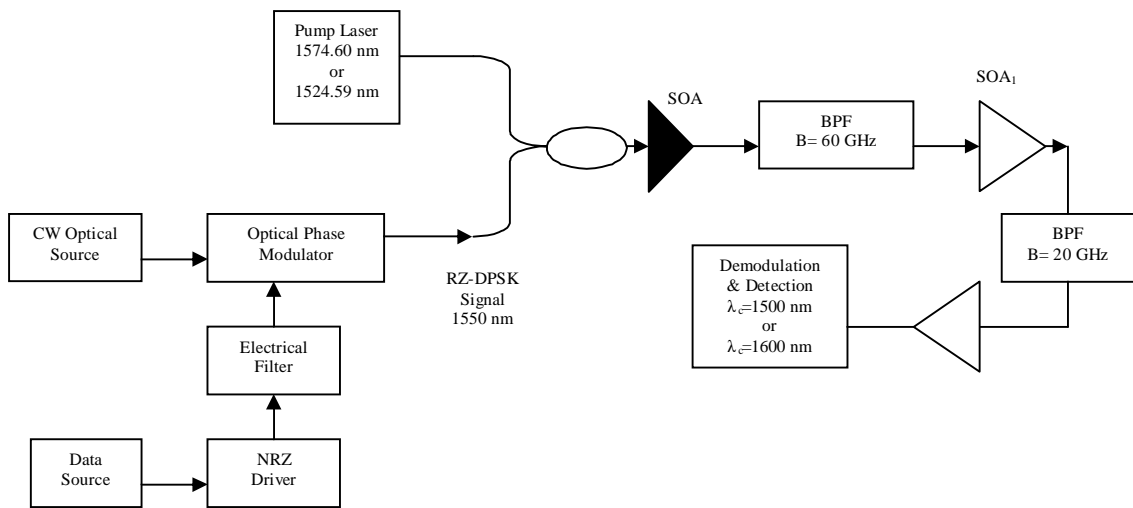 Pump Laser
1574.60 nm
or
1524.59 nm
SOA
BPF
B= 60 GHz
SOA₁
CW Optical
Source
Optical Phase
Modulator
RZ-DPSK
Signal
1550 nm
BPF
B= 20 GHz
Demodulation
& Detection
λc=1500 nm
or
λc=1600 nm
Electrical
Filter
Data
Source
NRZ
Driver